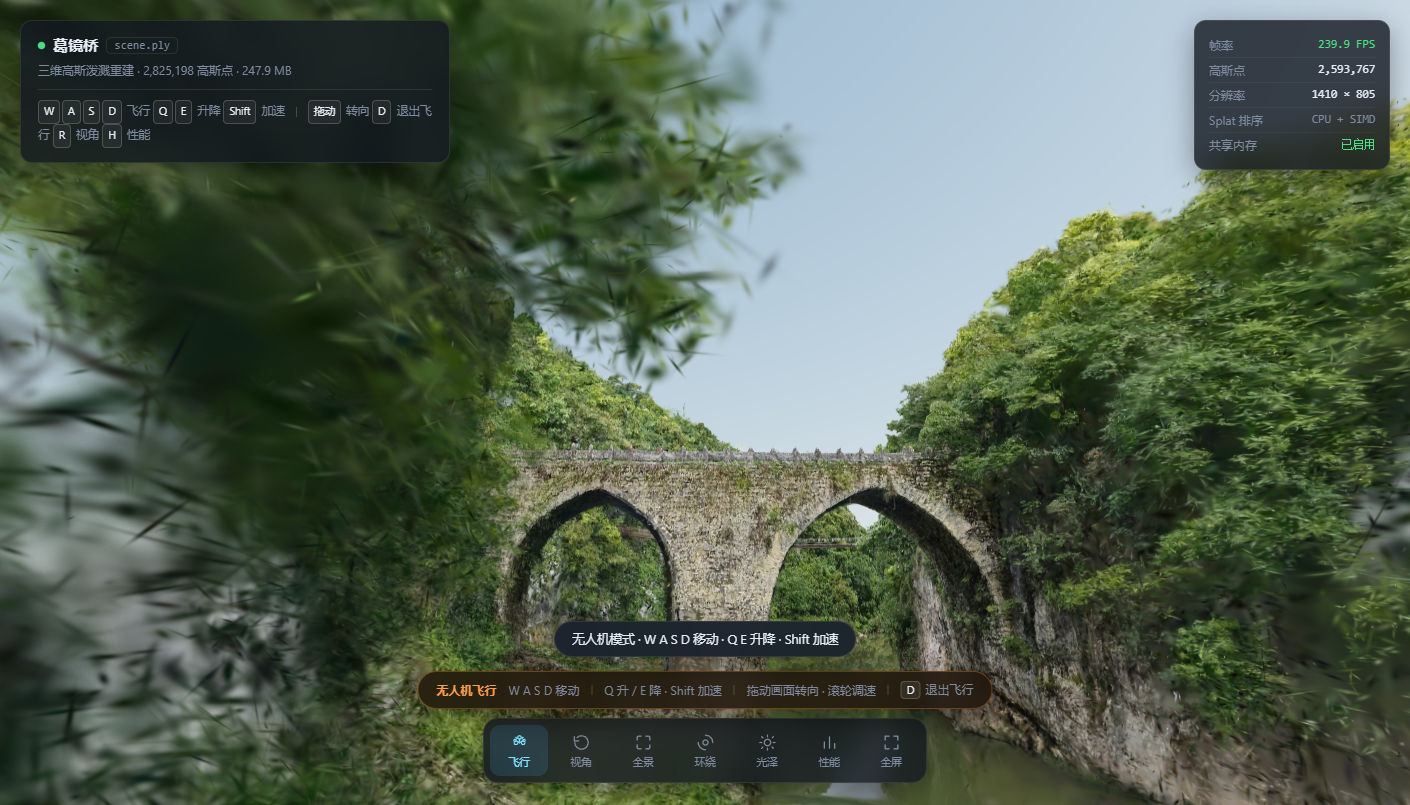 葛镜桥 scene.ply
三维高斯泼溅重建 · 2,825,198 高斯点 · 247.9 MB
W A S D 飞行 Q E 升降 Shift 加速 | 拖动 转向 D 退出飞
行 R 视角 H 性能
帧率 239.9 FPS
高斯点 2,593,767
分辨率 1410 × 805
Splat 排序 CPU + SIMD
共享内存 已启用
无人机模式 · W A S D 移动 · Q E 升降 · Shift 加速
无人机飞行 W A S D 移动 | Q 升 / E 降 · Shift 加速 | 拖动画面转向 · 滚轮调速 | D 退出飞行
飞行 视角 全景 环绕 光泽 性能 全屏